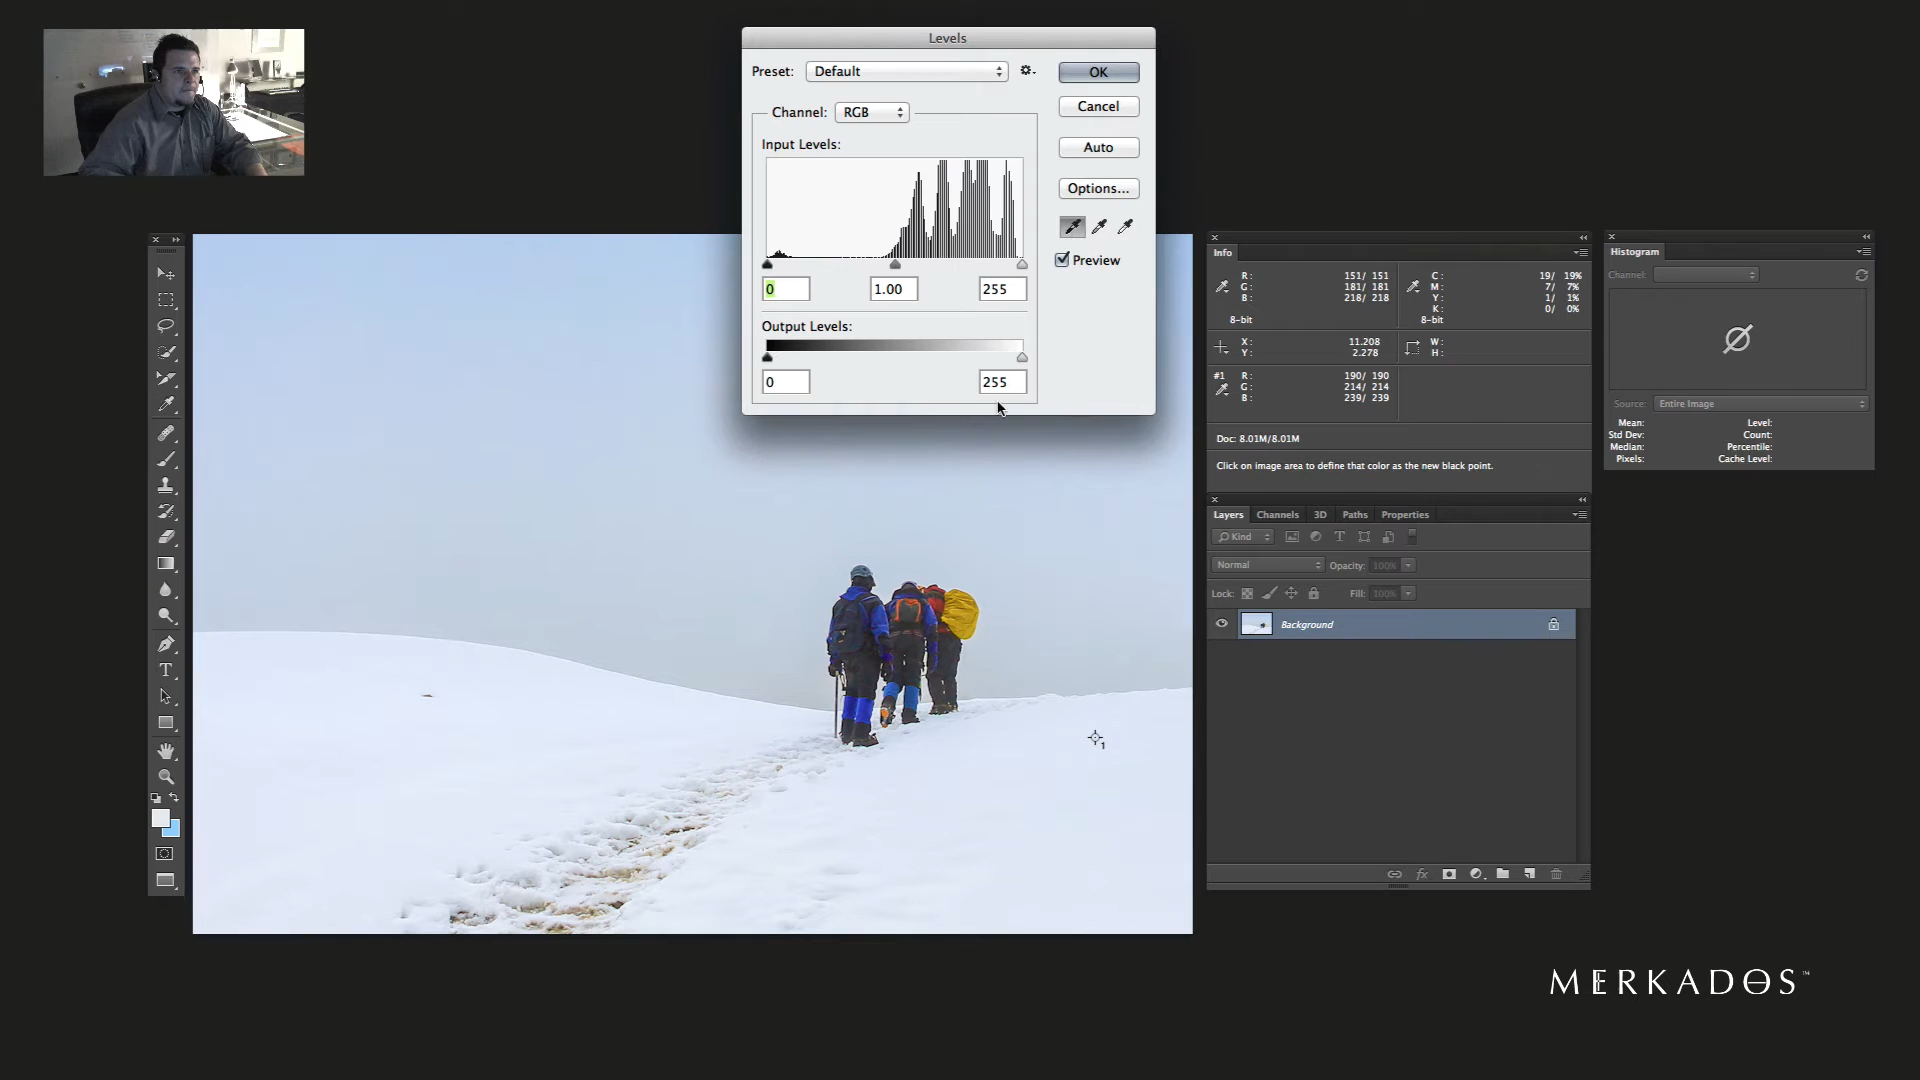 Levels
Preset: Default
OK
Channel: RGB
Cancel
Input Levels:
Auto
Options...
Preview
0 1.00 255
Output Levels:
0 255
Info
R: 151/ 151
G: 181/ 181
B: 218/ 218
8-bit
C: 19/ 19%
M: 7/ 7%
Y: 1/ 1%
K: 0/ 0%
8-bit
X: 11.208
Y: 2.278
W:
H:
#1 R: 190/ 190
G: 214/ 214
B: 239/ 239
Doc: 8.01M/8.01M
Click on image area to define that color as the new black point.
Histogram
Channel:
Source: Entire Image
Mean: Level:
Std Dev: Count:
Median: Percentile:
Pixels: Cache Level:
Layers Channels 3D Paths Properties
Kind
Normal Opacity: 100%
Lock: Fill: 100%
Background
1
T
MERKADOS™